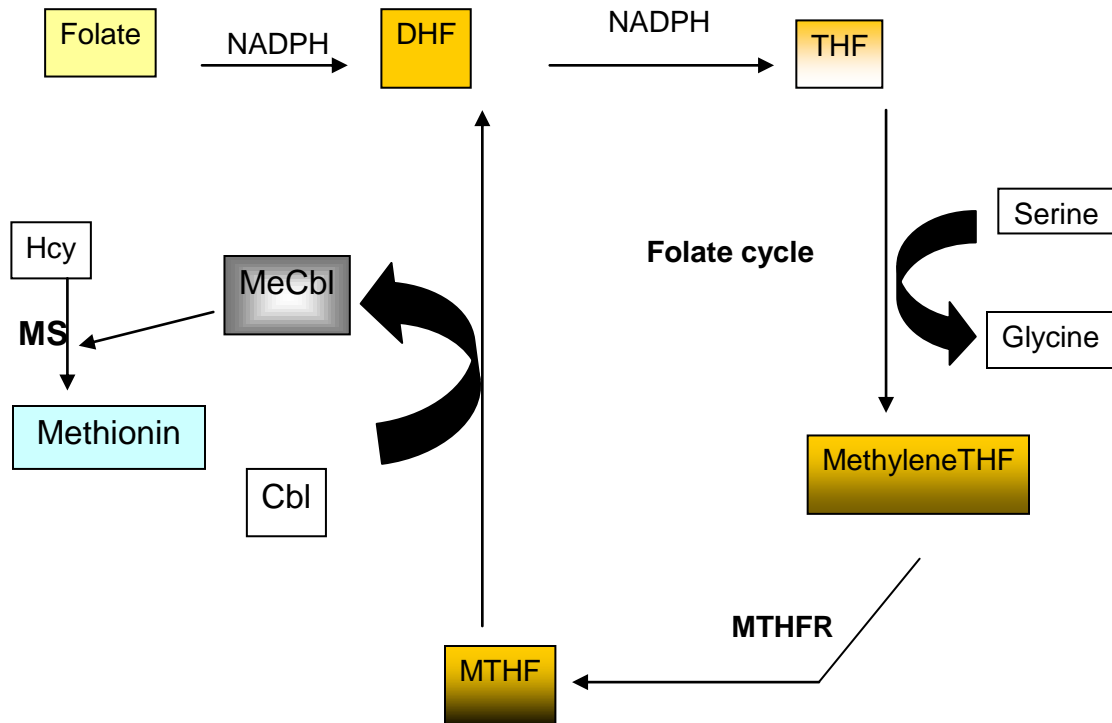 Folate
NADPH
DHF
NADPH
THF
Hcy
MeCbl
Folate cycle
Serine
MS
Glycine
Methionin
MethyleneTHF
Cbl
MTHFR
MTHF